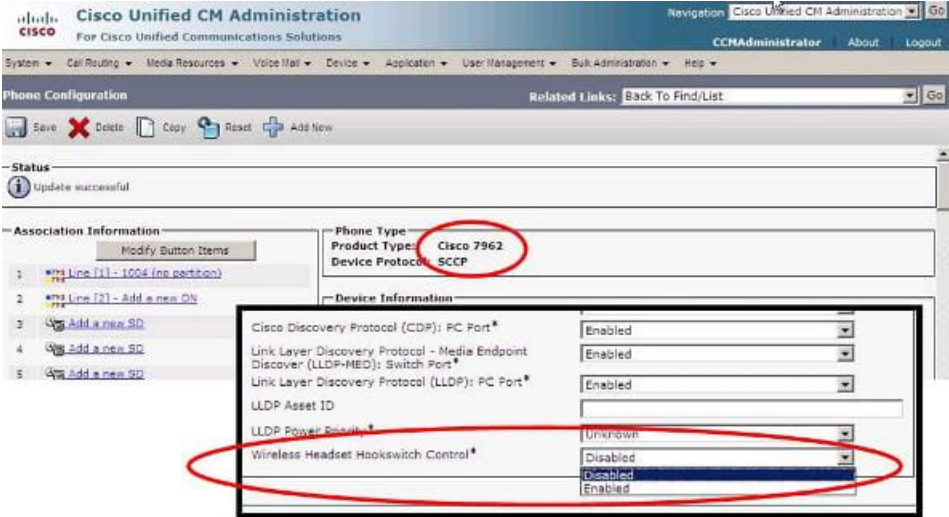 Cisco Unified CM Administration
For Cisco Unified Communications Solutions
cisco
Navigation Cisco Unified CM Administration Go
CCMAdministrator About Logout
System Call Routing Media Resources Voice Mail Device Application User Management Bulk Administration Help
Phone Configuration
Related Links: Back To Find/List Go
Save Delete Copy Reset Add New
Status
Update successful
Association Information
Modify Button Items
1 Line [1] - 1004 (no partition)
2 Line [2] - Add a new DN
3 Add a new SD
4 Add a new SD
5 Add a new SD
Phone Type
Product Type: Cisco 7962
Device Protocol: SCCP
Device Information
Cisco Discovery Protocol (CDP): PC Port* Enabled
Link Layer Discovery Protocol - Media Endpoint
Discover (LLDP-MED): Switch Port* Enabled
Link Layer Discovery Protocol (LLDP): PC Port* Enabled
LLDP Asset ID
LLDP Power Priority* Unknown
Wireless Headset Hookswitch Control* Disabled
Disabled
Enabled